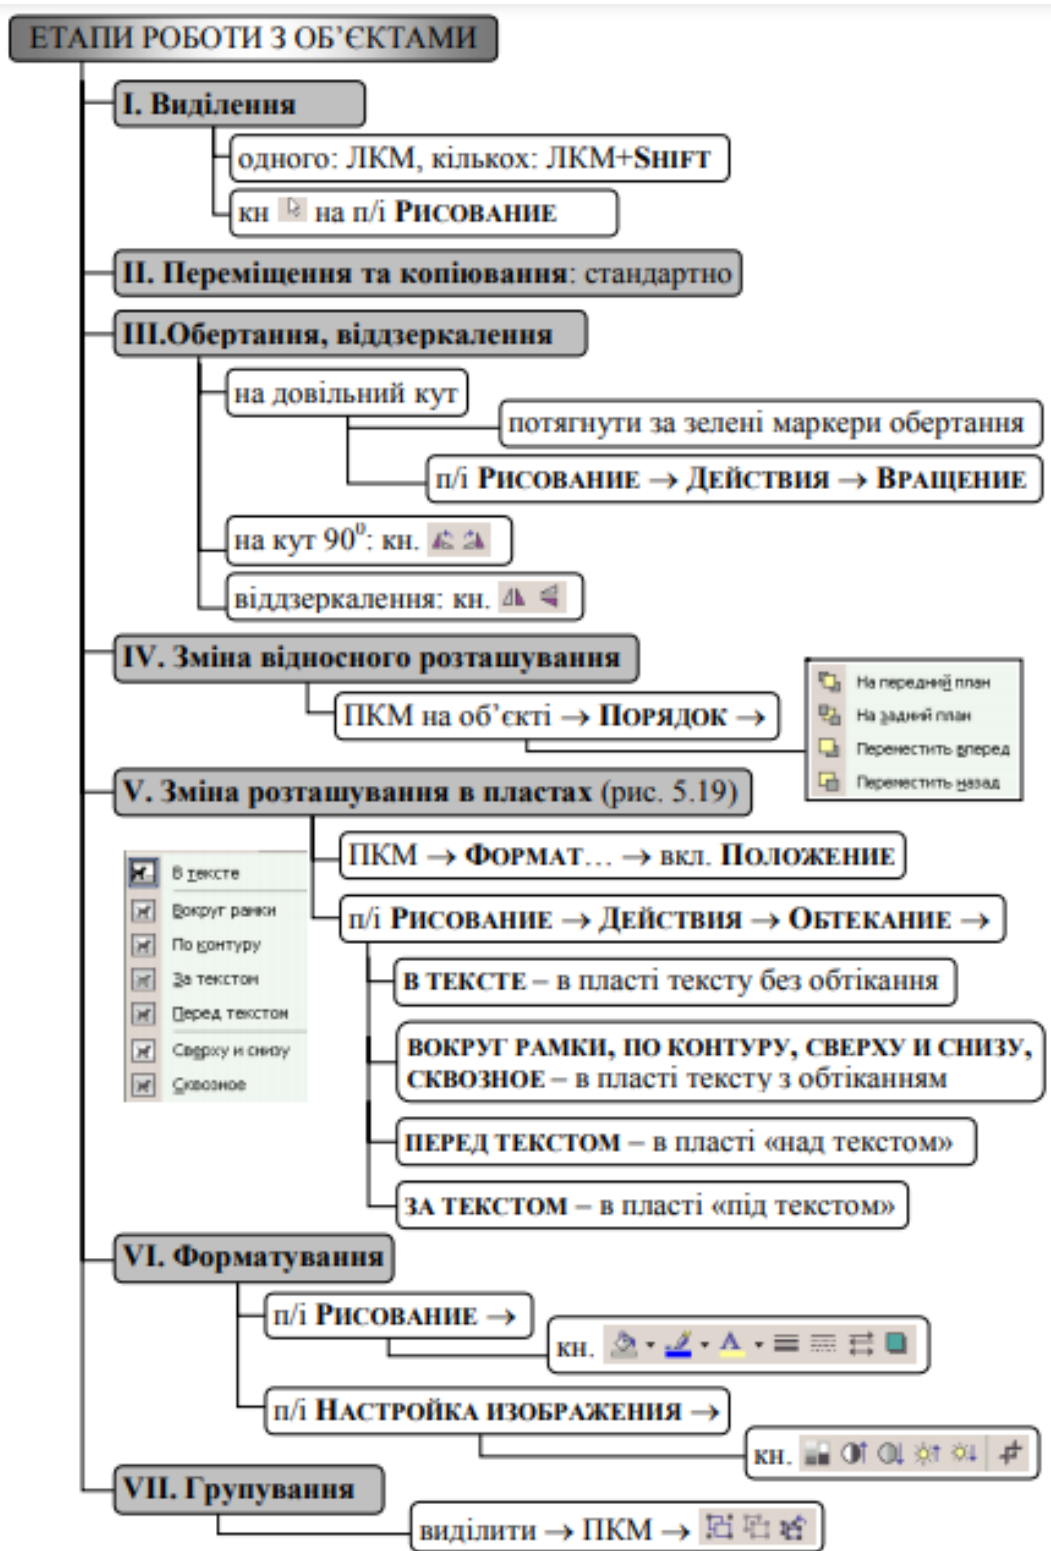 ЕТАПИ РОБОТИ З ОБ’ЄКТАМИ
І. Виділення
одного: ЛКМ, кількох: ЛКМ+SHIFT
кн на п/і РИСОВАНИЕ
ІІ. Переміщення та копіювання: стандартно
ІІІ.Обертання, віддзеркалення
на довільний кут
потягнути за зелені маркери обертання
п/і РИСОВАНИЕ → ДЕЙСТВИЯ → ВРАЩЕНИЕ
на кут 90⁰: кн.
віддзеркалення: кн.
IV. Зміна відносного розташування
ПКМ на об’єкті → ПОРЯДОК →
На передний план
На задний план
Переместить вперед
Переместить назад
V. Зміна розташування в пластах (рис. 5.19)
ПКМ → ФОРМАТ… → вкл. ПОЛОЖЕНИЕ
п/і РИСОВАНИЕ → ДЕЙСТВИЯ → ОБТЕКАНИЕ →
В тексте
Вокруг рамки
По контуру
За текстом
Перед текстом
Сверху и снизу
Сквозное
В ТЕКСТЕ – в пласті тексту без обтікання
ВОКРУГ РАМКИ, ПО КОНТУРУ, СВЕРХУ И СНИЗУ,
СКВОЗНОЕ – в пласті тексту з обтіканням
ПЕРЕД ТЕКСТОМ – в пласті «над текстом»
ЗА ТЕКСТОМ – в пласті «під текстом»
VI. Форматування
п/і РИСОВАНИЕ →
кн.
п/і НАСТРОЙКА ИЗОБРАЖЕНИЯ →
кн.
VII. Групування
виділити → ПКМ →